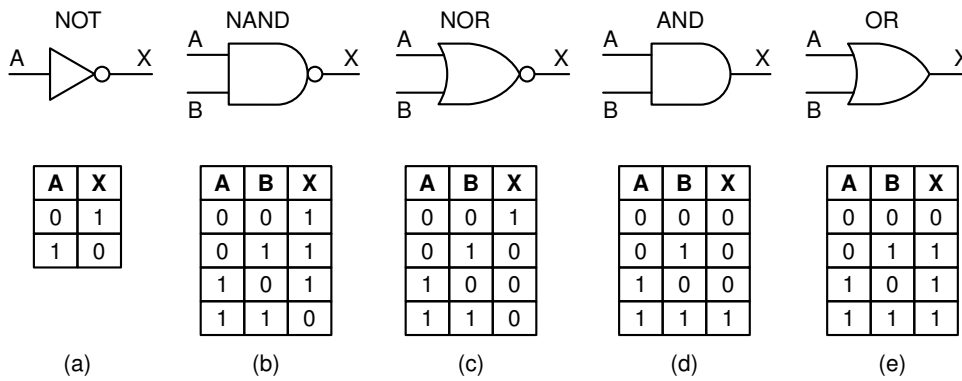 NOT NAND NOR AND OR
A X A B X A B X A B X A B X
A X A B X A B X A B X A B X
0 1 0 0 1 0 0 1 0 0 0 0 0 0
1 0 0 1 1 0 1 0 0 1 0 0 1 1
1 0 1 1 0 0 1 0 0 1 0 1
1 1 0 1 1 0 1 1 1 1 1 1
(a) (b) (c) (d) (e)